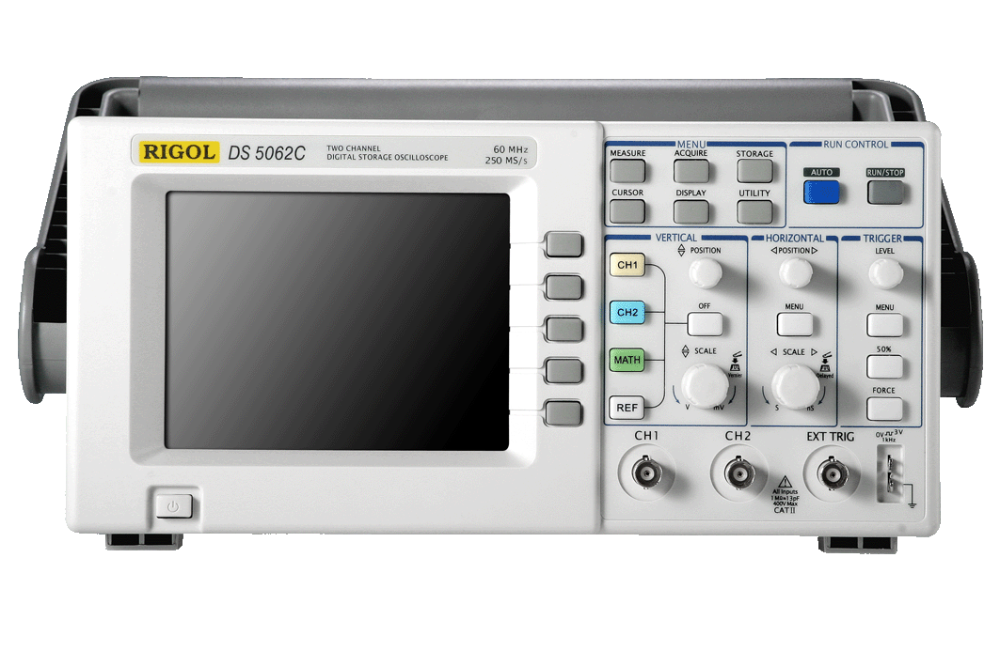 RIGOL DS 5062C TWO CHANNEL DIGITAL STORAGE OSCILLOSCOPE 60 MHz 250 MS/s
MENU
MEASURE ACQUIRE STORAGE
CURSOR DISPLAY UTILITY
RUN CONTROL
AUTO RUN/STOP
VERTICAL
POSITION
CH1
CH2
MATH
REF
OFF
SCALE
Vernier
V mV
HORIZONTAL
POSITION
MENU
SCALE
Delayed
S nS
TRIGGER
LEVEL
MENU
50%
FORCE
CH1 CH2 EXT TRIG
0V 3V
1kHz
All Inputs
1MΩ≈13pF
400V Max
CAT II